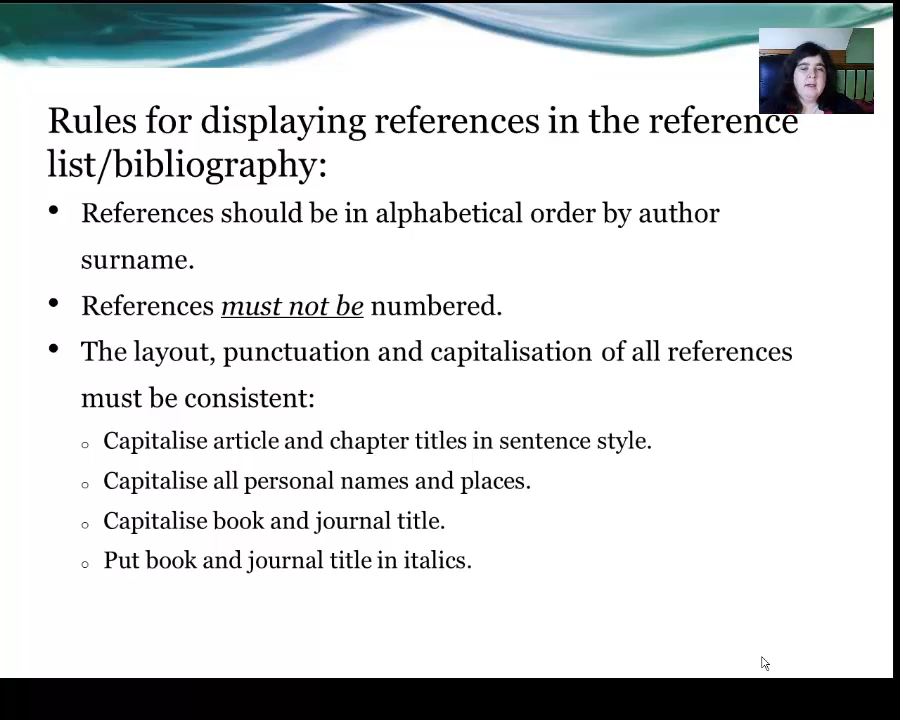 Rules for displaying references in the reference
list/bibliography:
• References should be in alphabetical order by author
surname.
• References must not be numbered.
• The layout, punctuation and capitalisation of all references
must be consistent:
o Capitalise article and chapter titles in sentence style.
o Capitalise all personal names and places.
o Capitalise book and journal title.
o Put book and journal title in italics.